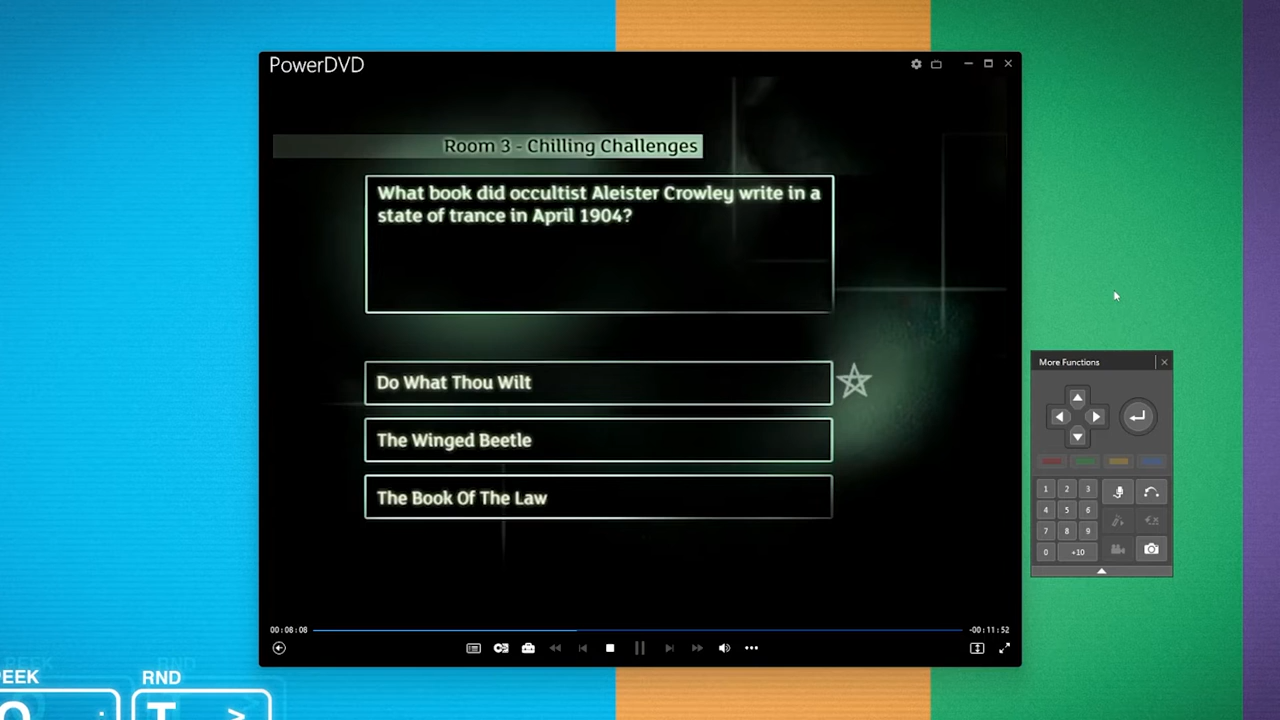 PowerDVD
Room 3 - Chilling Challenges
What book did occultist Aleister Crowley write in a
state of trance in April 1904?
Do What Thou Wilt
The Winged Beetle
The Book Of The Law
More Functions
1 2 3
4 5 6
7 8 9
0 +10
00:08:08
-00:11:52
EEK
RND
T >